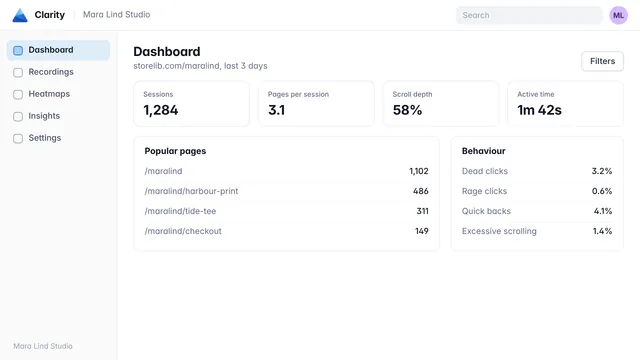 Clarity
Mara Lind Studio
Search
ML
Dashboard
Recordings
Heatmaps
Insights
Settings
Mara Lind Studio
Dashboard
storelib.com/maralind, last 3 days
Filters
Sessions
1,284
Pages per session
3.1
Scroll depth
58%
Active time
1m 42s
Popular pages
/maralind 1,102
/maralind/harbour-print 486
/maralind/tide-tee 311
/maralind/checkout 149
Behaviour
Dead clicks 3.2%
Rage clicks 0.6%
Quick backs 4.1%
Excessive scrolling 1.4%